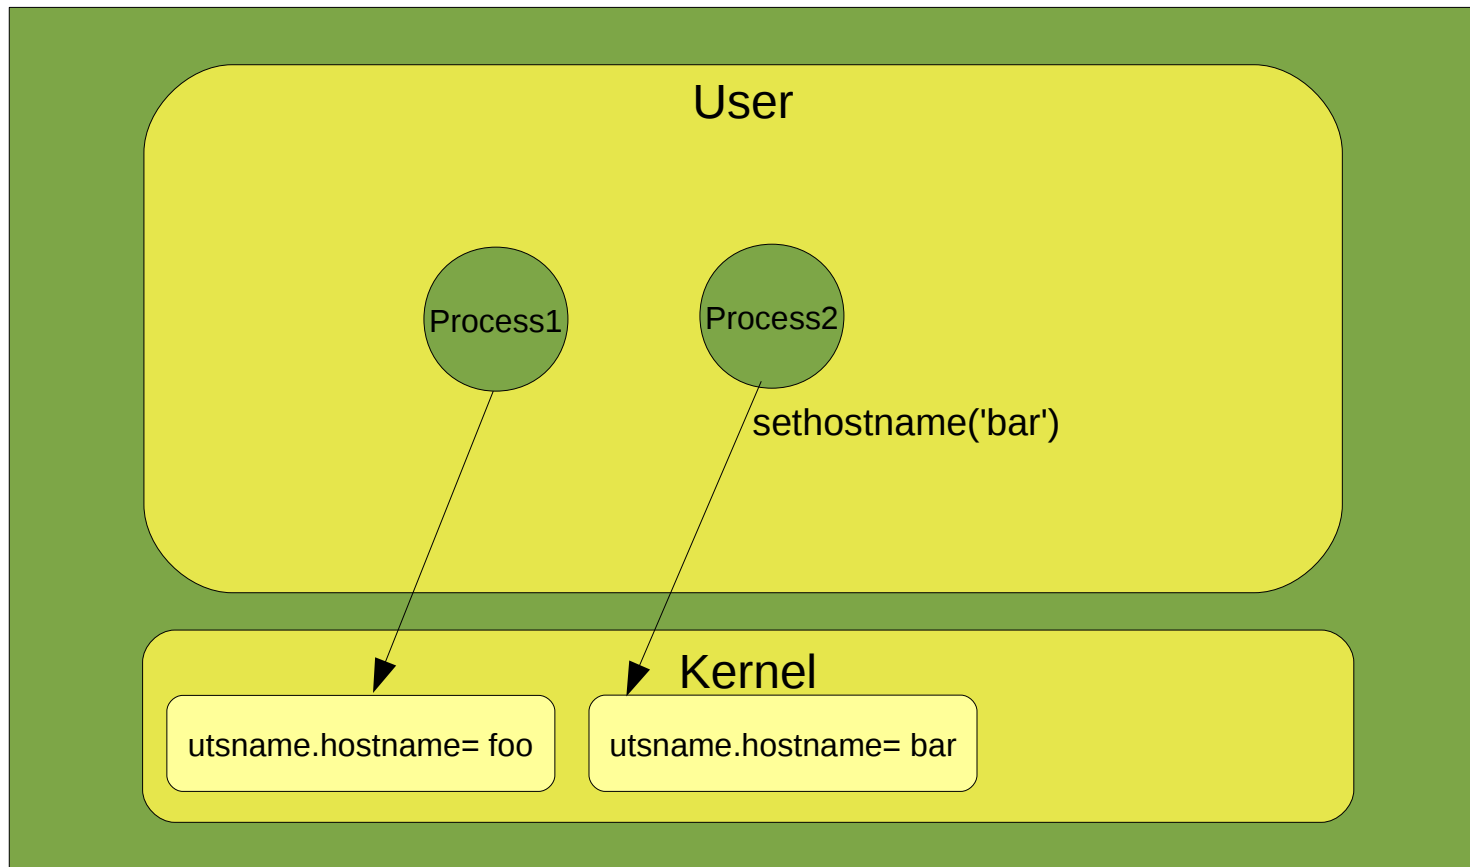 User
Process1
Process2
sethostname('bar')
Kernel
utsname.hostname= foo
utsname.hostname= bar